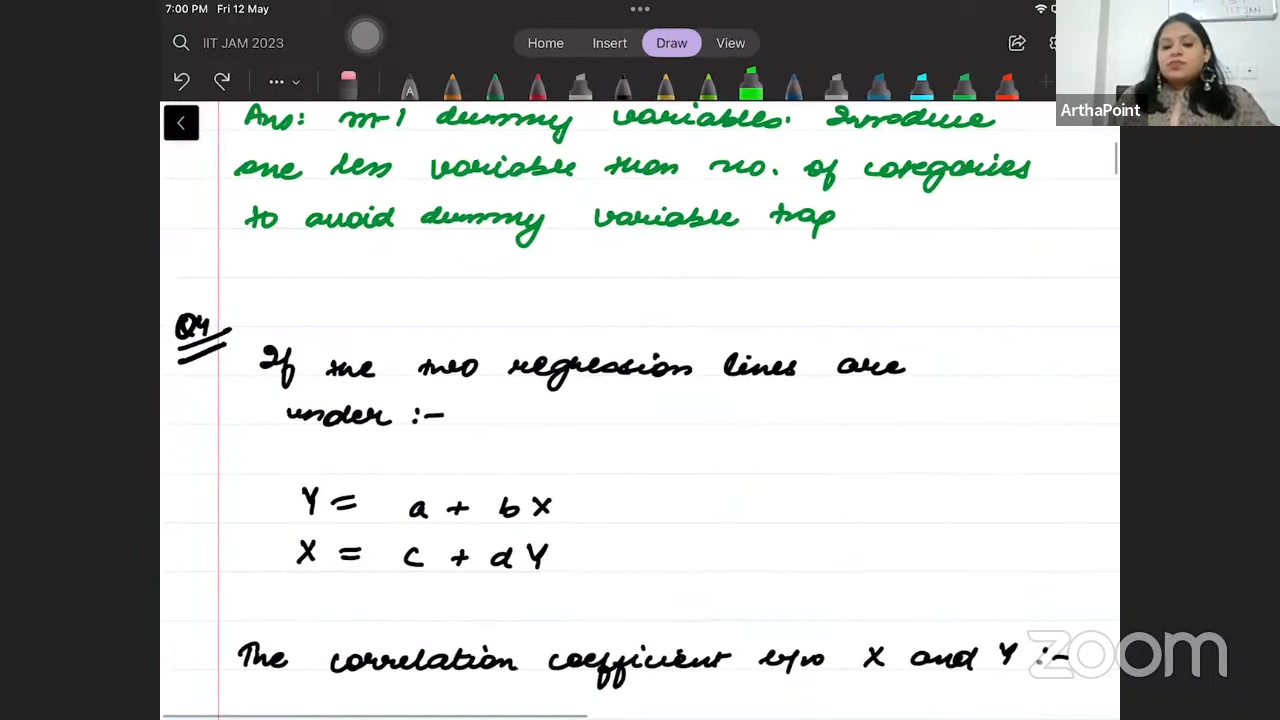 7:00 PM Fri 12 May
IIT JAM 2023
Home Insert Draw View
A
ArthaPoint
Ans: m-1 dummy variables. Introduce
one less variable than no. of categories
to avoid dummy variable trap
Q4
If the two regression lines are
under :-
Y = a + bX
X = c + dY
The correlation coefficient b/w X and Y :-
zoom